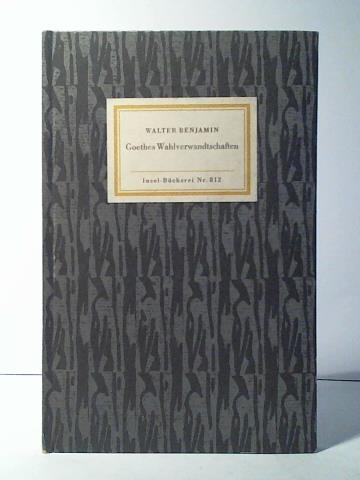 WALTER BENJAMIN
Goethes Wahlverwandtschaften
Insel-Bücherei Nr. 812